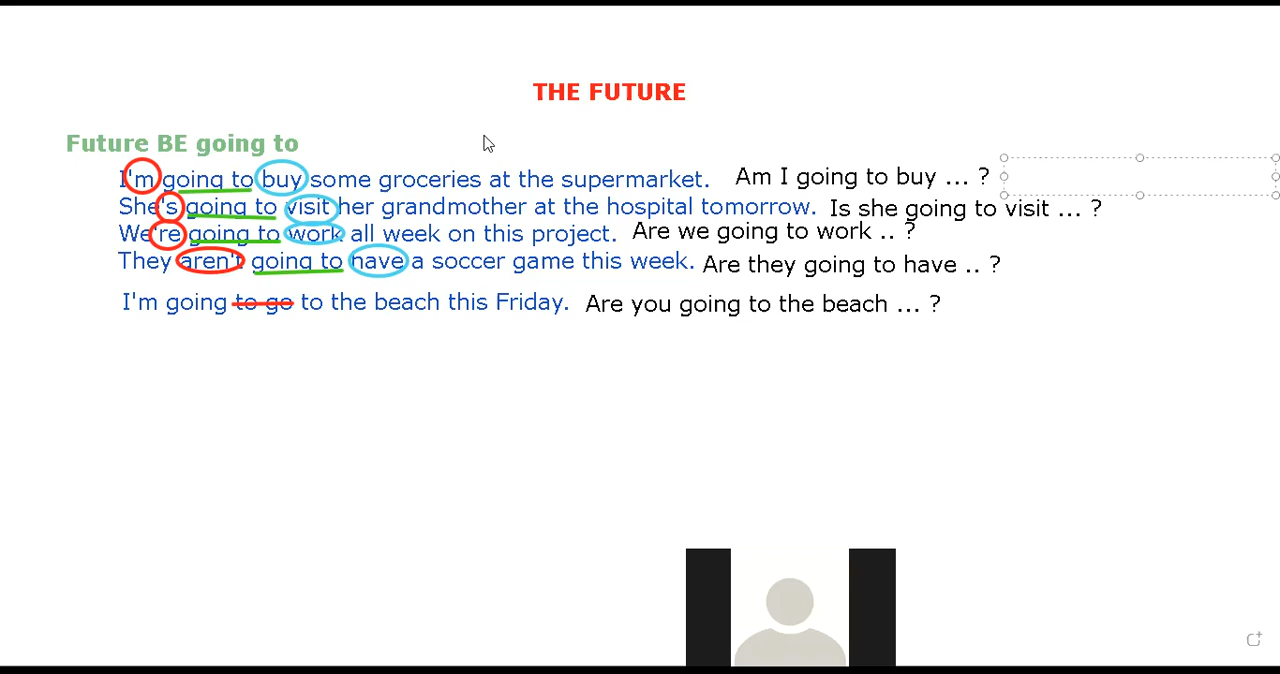 THE FUTURE
Future BE going to
I'm going to buy some groceries at the supermarket. Am I going to buy ... ?
She's going to visit her grandmother at the hospital tomorrow. Is she going to visit ... ?
We're going to work all week on this project. Are we going to work .. ?
They aren't going to have a soccer game this week. Are they going to have .. ?
I'm going to go to the beach this Friday. Are you going to the beach ... ?